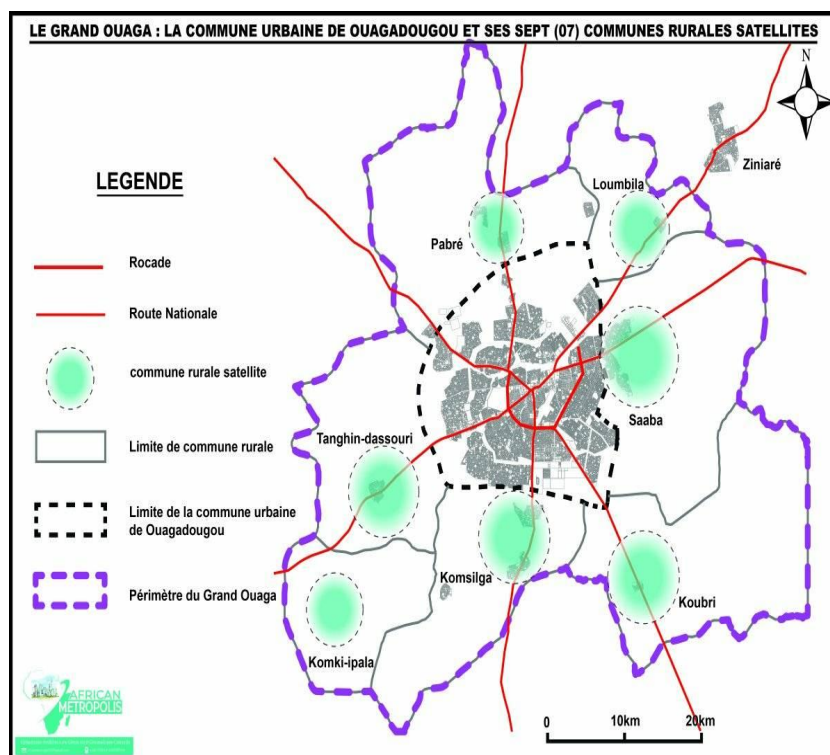 LE GRAND OUAGA : LA COMMUNE URBAINE DE OUAGADOUGOU ET SES SEPT (07) COMMUNES RURALES SATELLITES
N
Ziniaré
Loumbila
Pabré
LEGENDE
Rocade
Route Nationale
commune rurale satellite
Limite de commune rurale
Limite de la commune urbaine
de Ouagadougou
Périmètre du Grand Ouaga
Saaba
Tanghin-dassouri
Komsilga
Koubri
Komki-ipala
AFRICAN
METROPOLIS
0 10km 20km